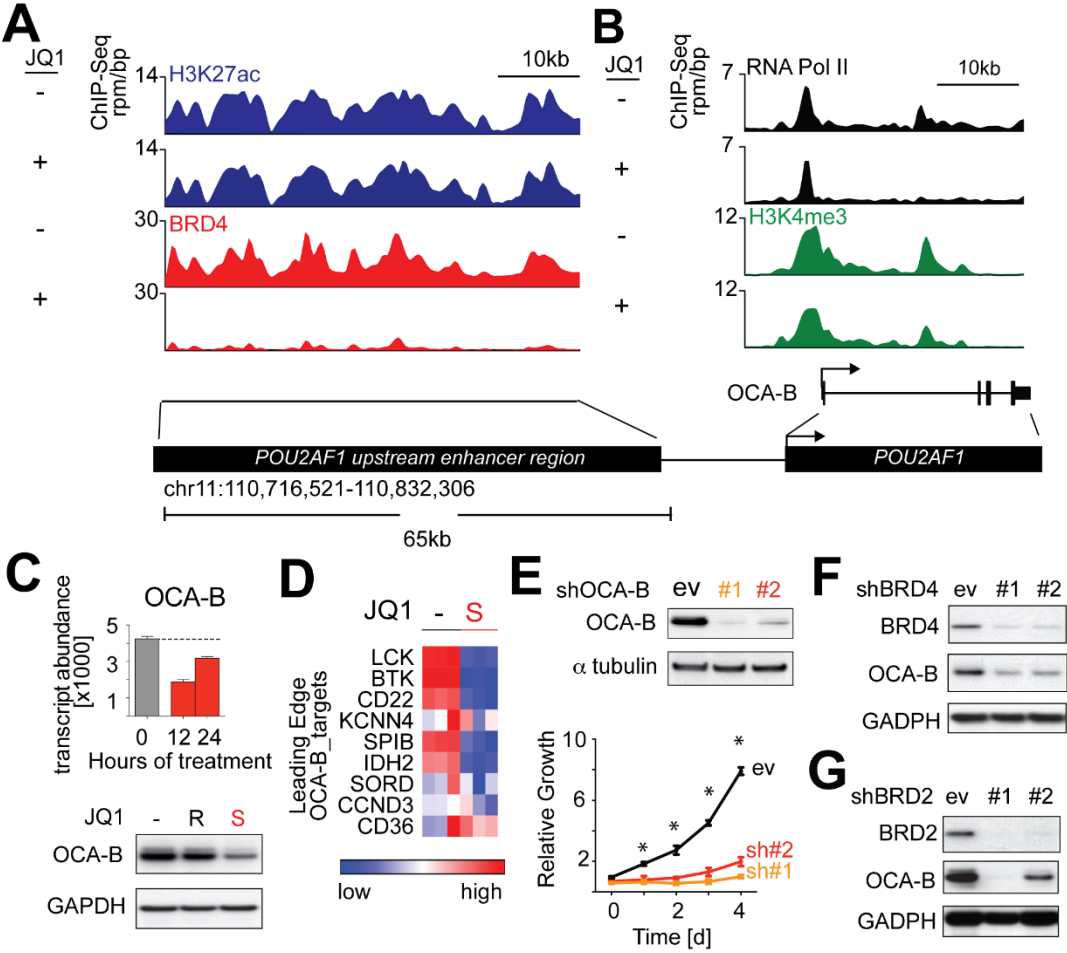 A
JQ1
ChIP-Seq
rpm/bp
14
H3K27ac
10kb
-
14
+
30
BRD4
-
30
+
B
JQ1
ChIP-Seq
rpm/bp
7
RNA Pol II
10kb
-
7
+
12
H3K4me3
-
12
+
OCA-B
POU2AF1 upstream enhancer region
POU2AF1
chr11:110,716,521-110,832,306
65kb
C
OCA-B
transcript abundance
[x1000]
5
3
1
0 12 24
Hours of treatment
JQ1 - R S
OCA-B
GAPDH
D
JQ1 - S
Leading Edge
OCA-B_targets
LCK
BTK
CD22
KCNN4
SPIB
IDH2
SORD
CCND3
CD36
low high
E
shOCA-B ev #1 #2
OCA-B
α tubulin
Relative Growth
10
6
2
* * * *
ev
sh#2
sh#1
0 2 4
Time [d]
F
shBRD4 ev #1 #2
BRD4
OCA-B
GADPH
G
shBRD2 ev #1 #2
BRD2
OCA-B
GADPH